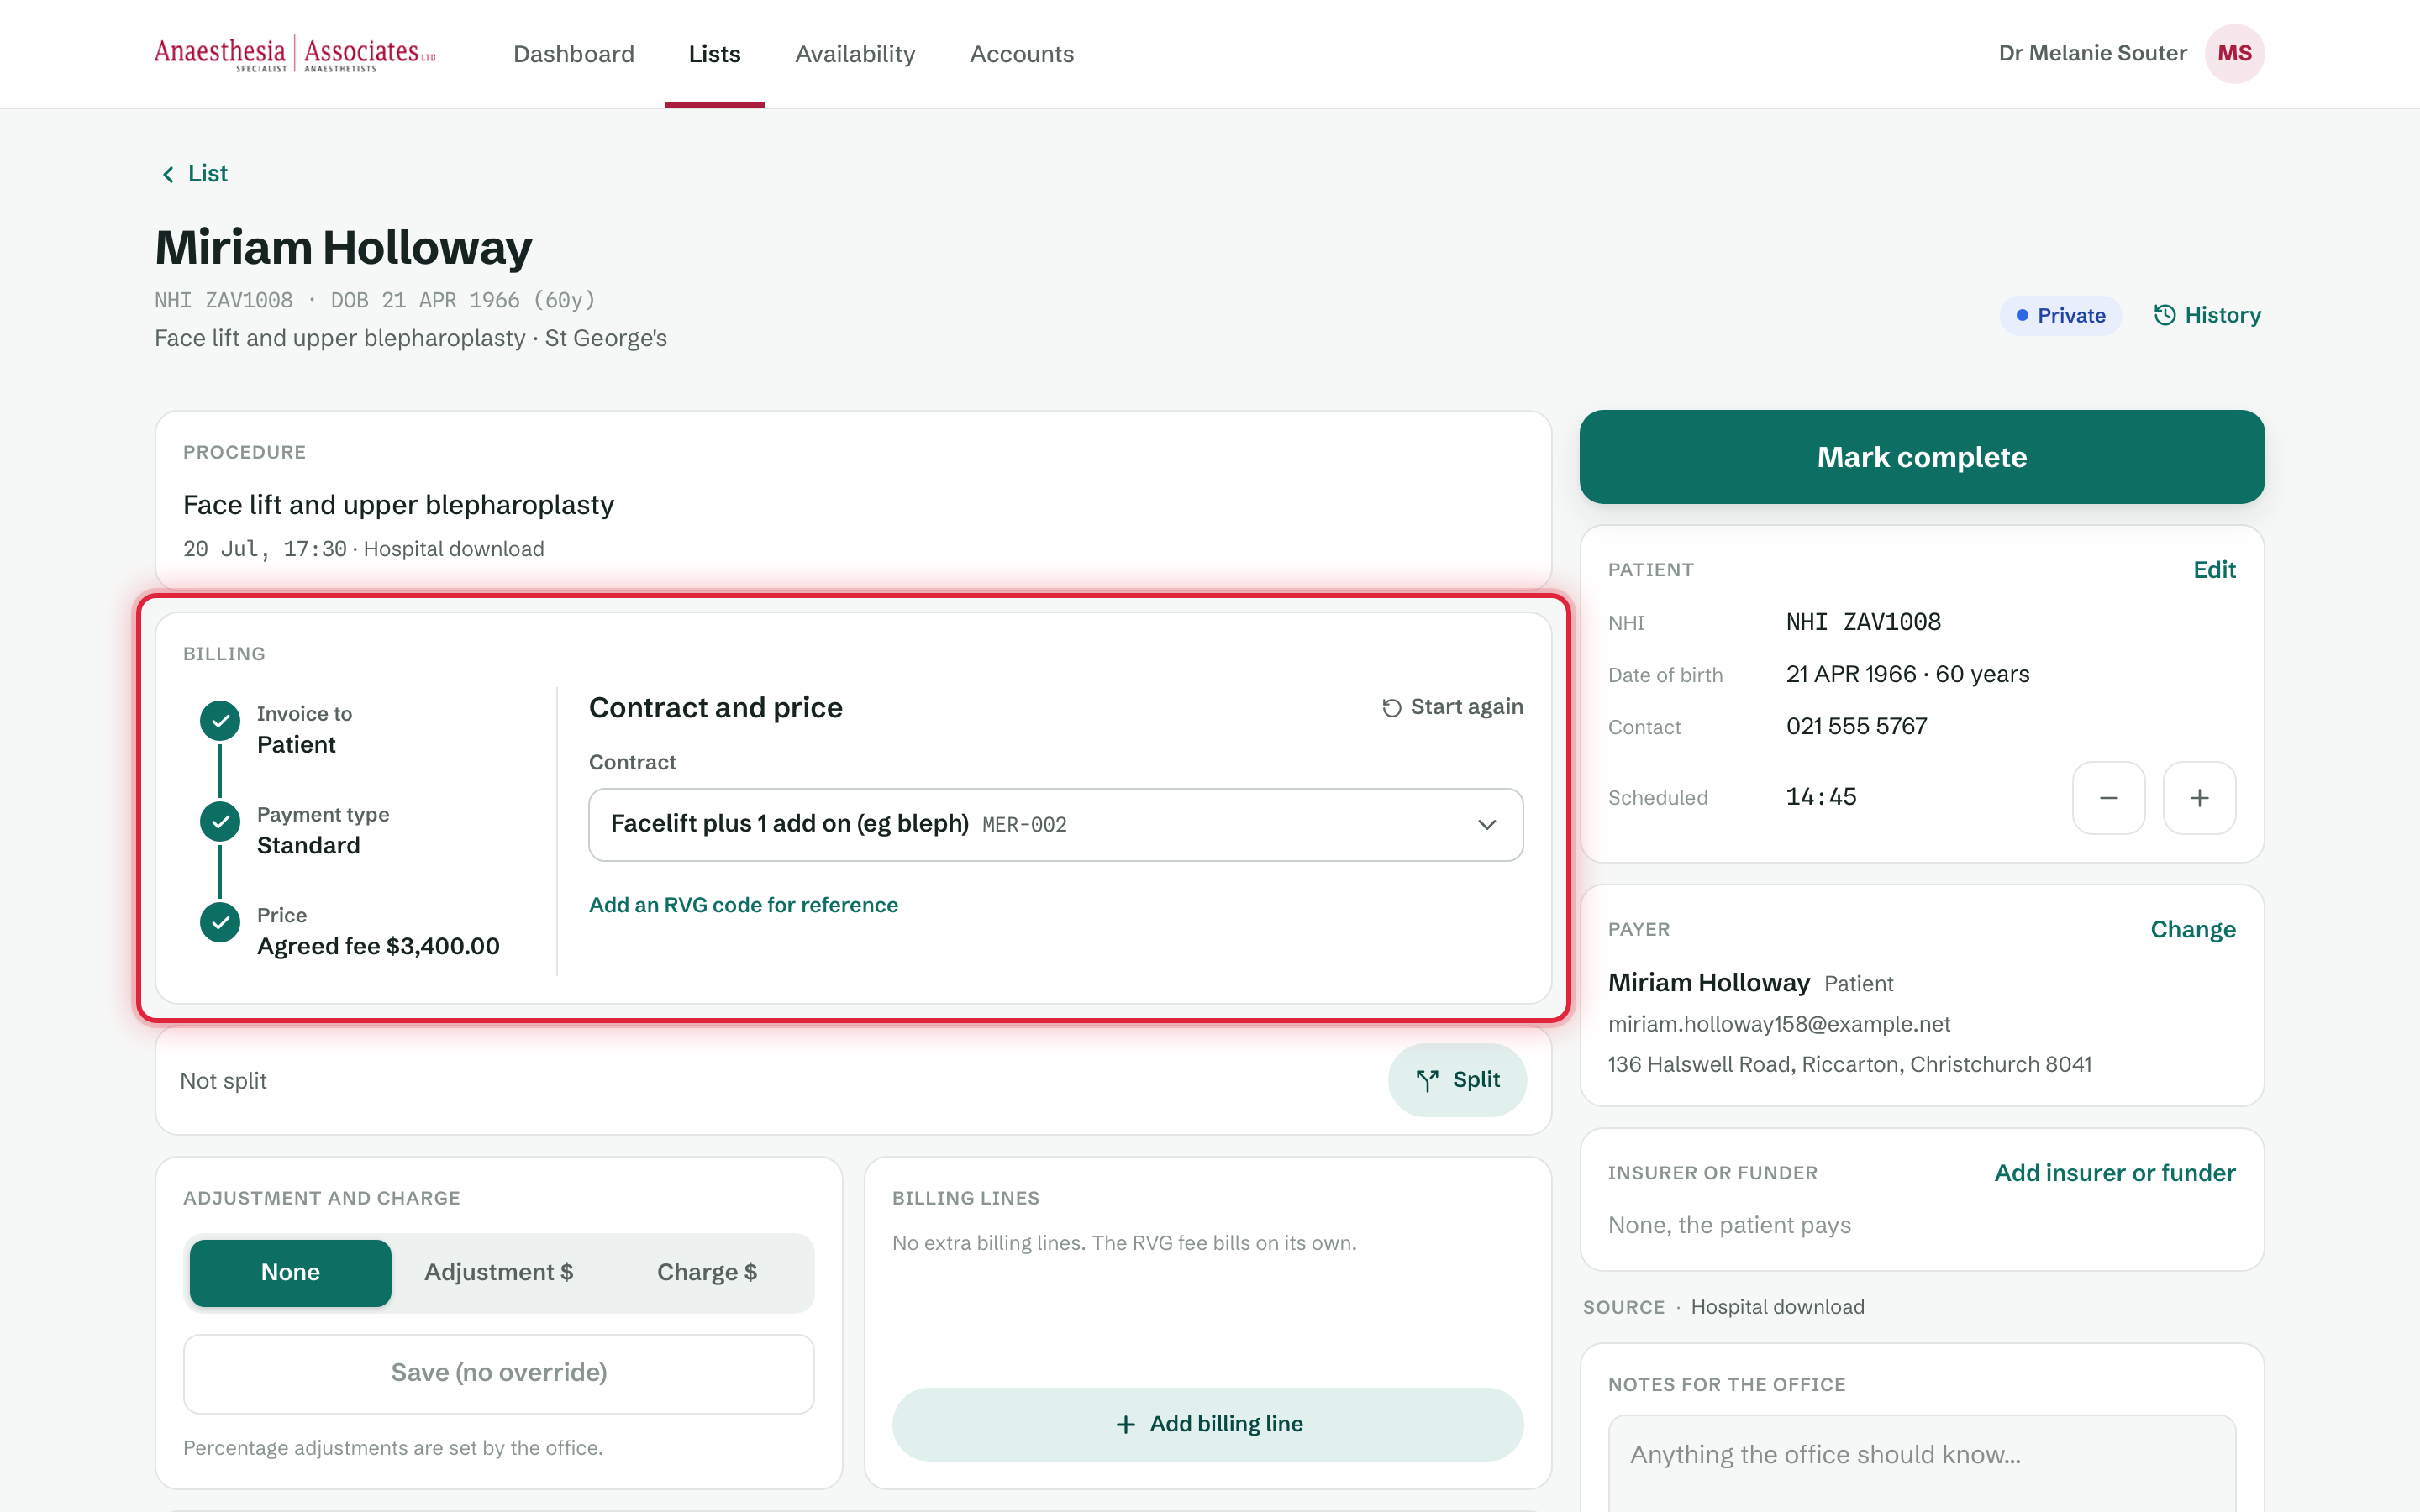 Anaesthesia | Associates LTD
SPECIALIST ANAESTHETISTS
Dashboard
Lists
Availability
Accounts
Dr Melanie Souter
MS
List
Miriam Holloway
NHI ZAV1008 · DOB 21 APR 1966 (60y)
Face lift and upper blepharoplasty · St George's
Private
History
PROCEDURE
Face lift and upper blepharoplasty
20 Jul, 17:30 · Hospital download
BILLING
Invoice to
Patient
Payment type
Standard
Price
Agreed fee $3,400.00
Contract and price
Start again
Contract
Facelift plus 1 add on (eg bleph) MER-002
Add an RVG code for reference
Not split
Split
ADJUSTMENT AND CHARGE
None
Adjustment $
Charge $
Save (no override)
Percentage adjustments are set by the office.
BILLING LINES
No extra billing lines. The RVG fee bills on its own.
+ Add billing line
Mark complete
PATIENT
Edit
NHI
NHI ZAV1008
Date of birth
21 APR 1966 · 60 years
Contact
021 555 5767
Scheduled
14:45
PAYER
Change
Miriam Holloway Patient
miriam.holloway158@example.net
136 Halswell Road, Riccarton, Christchurch 8041
INSURER OR FUNDER
Add insurer or funder
None, the patient pays
SOURCE · Hospital download
NOTES FOR THE OFFICE
Anything the office should know...